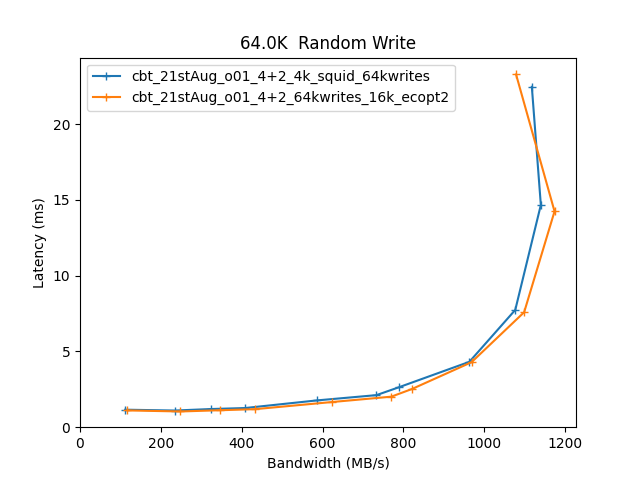 64.0K  Random Write
cbt_21stAug_o01_4+2_4k_squid_64kwrites
cbt_21stAug_o01_4+2_64kwrites_16k_ecopt2
Latency (ms)
20
15
10
5
0
0 200 400 600 800 1000 1200
Bandwidth (MB/s)